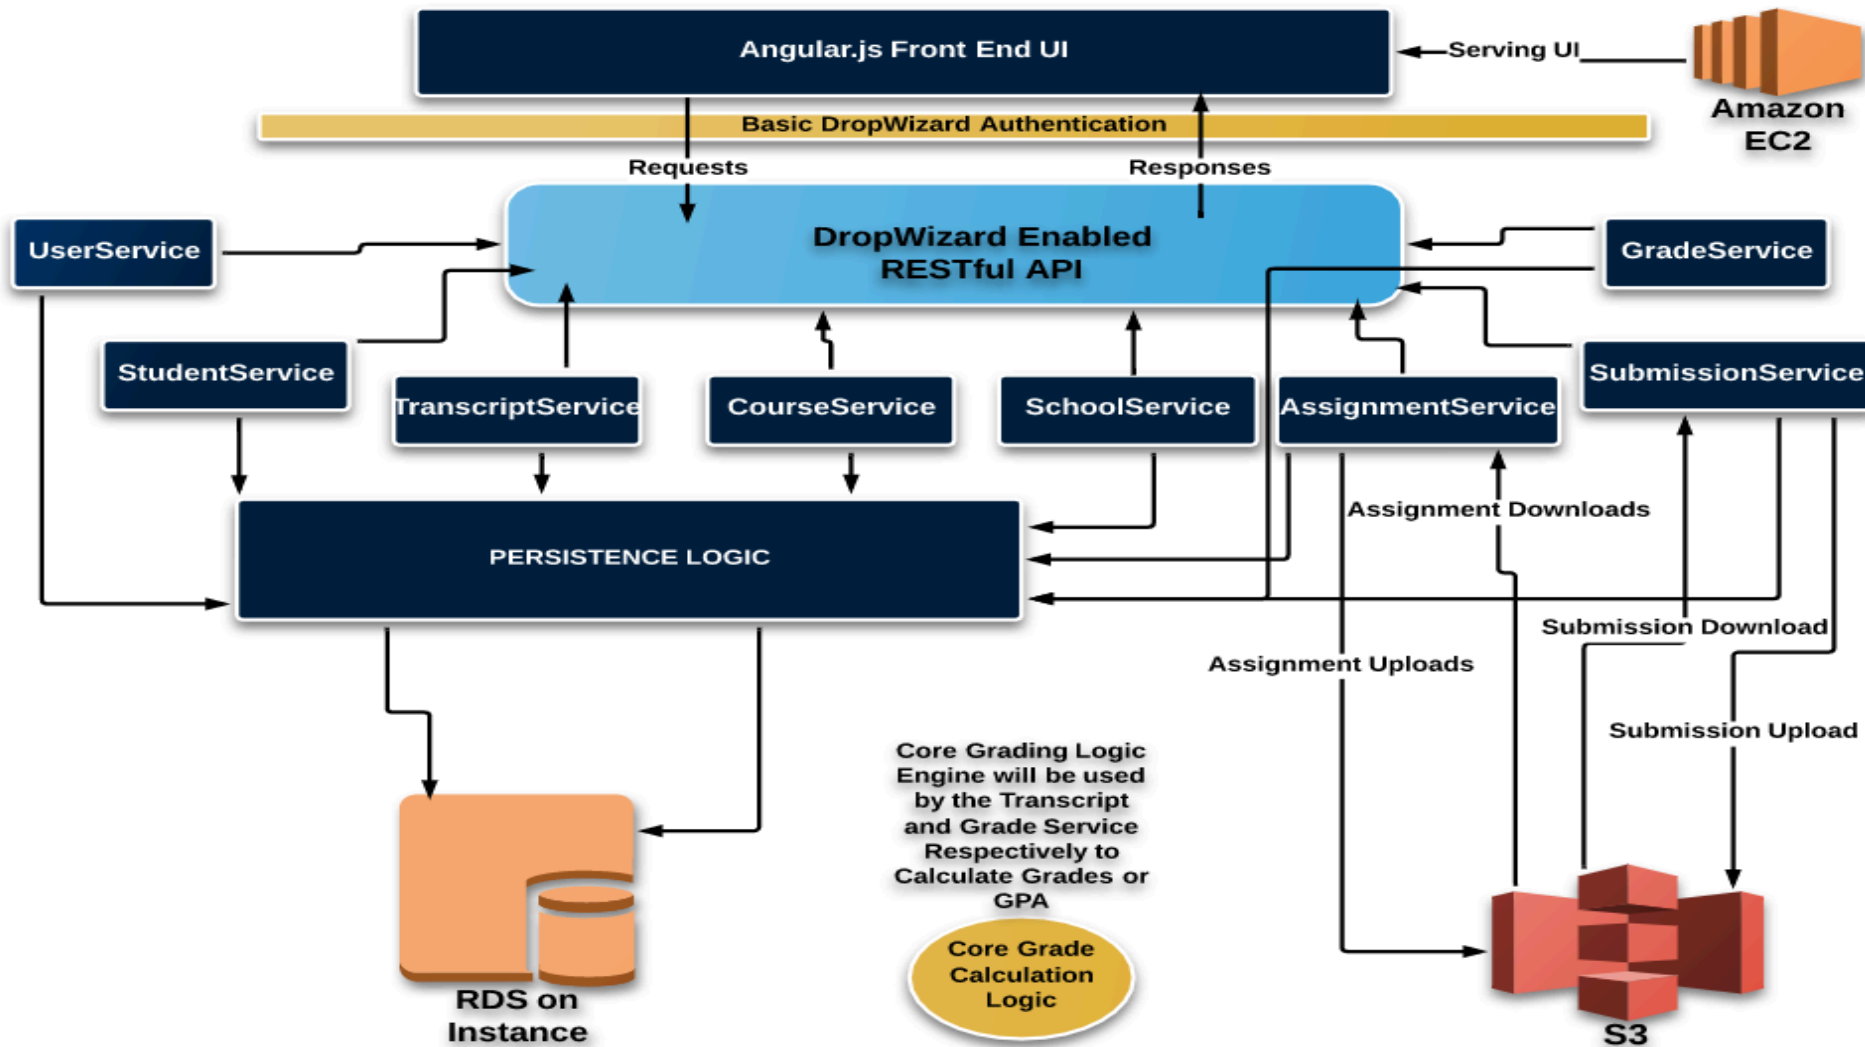 Angular.js Front End UI
Serving UI
Amazon
EC2
Basic DropWizard Authentication
Requests
Responses
DropWizard Enabled
RESTful API
UserService
GradeService
StudentService
SubmissionService
TranscriptService
CourseService
SchoolService
AssignmentService
Assignment Downloads
PERSISTENCE LOGIC
Submission Download
Assignment Uploads
Submission Upload
Core Grading Logic
Engine will be used
by the Transcript
and Grade Service
Respectively to
Calculate Grades or
GPA
Core Grade
Calculation
Logic
RDS on
Instance
S3